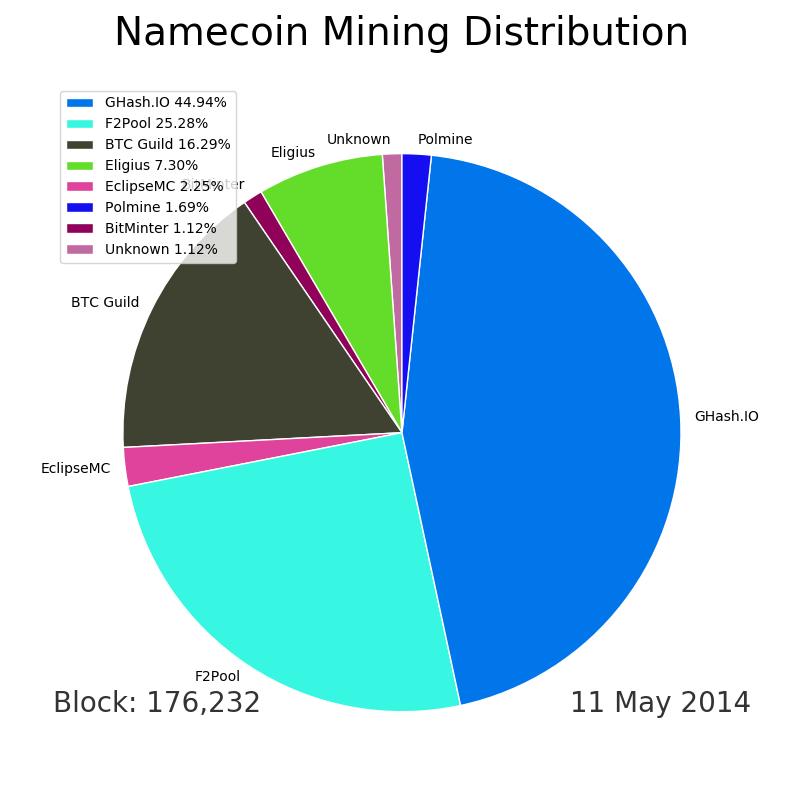 Namecoin Mining Distribution
GHash.IO 44.94%
F2Pool 25.28%
BTC Guild 16.29%
Eligius 7.30%
EclipseMC 2.25%
Polmine 1.69%
BitMinter 1.12%
Unknown 1.12%
Unknown
Polmine
Eligius
BitMinter
BTC Guild
GHash.IO
EclipseMC
F2Pool
Block: 176,232
11 May 2014